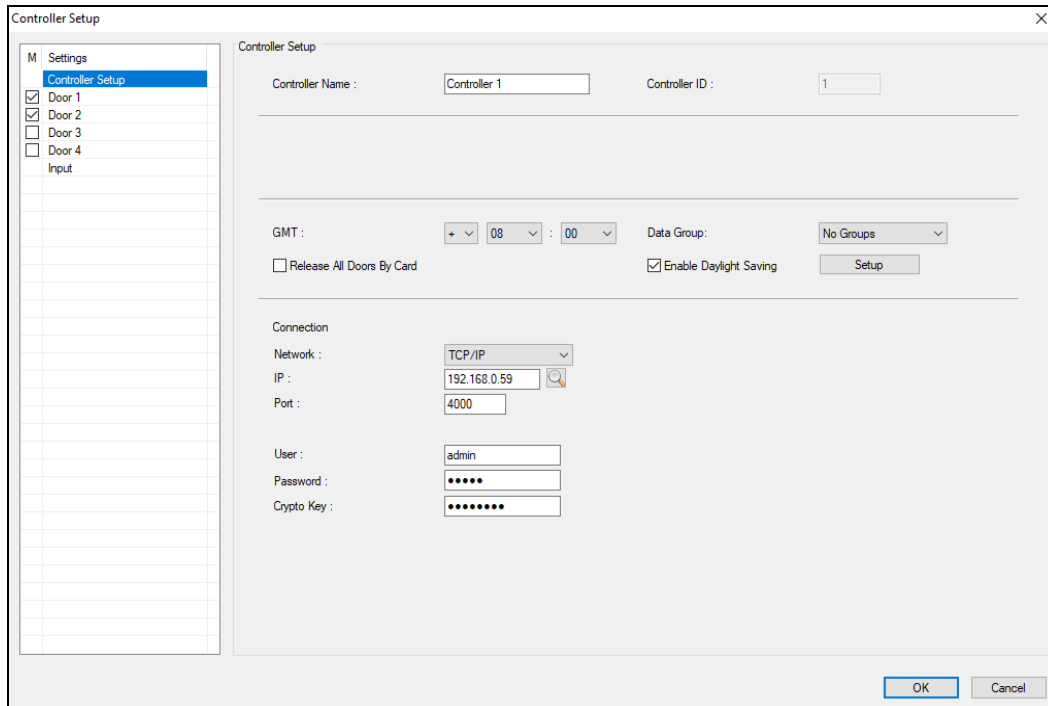 Controller Setup
M Settings
Controller Setup
Door 1
Door 2
Door 3
Door 4
Input
Controller Setup
Controller Name : Controller 1 Controller ID : 1
GMT : + 08 : 00 Data Group: No Groups
Release All Doors By Card Enable Daylight Saving Setup
Connection
Network : TCP/IP
IP : 192.168.0.59
Port : 4000
User : admin
Password : •••••
Crypto Key : ••••••••
OK Cancel